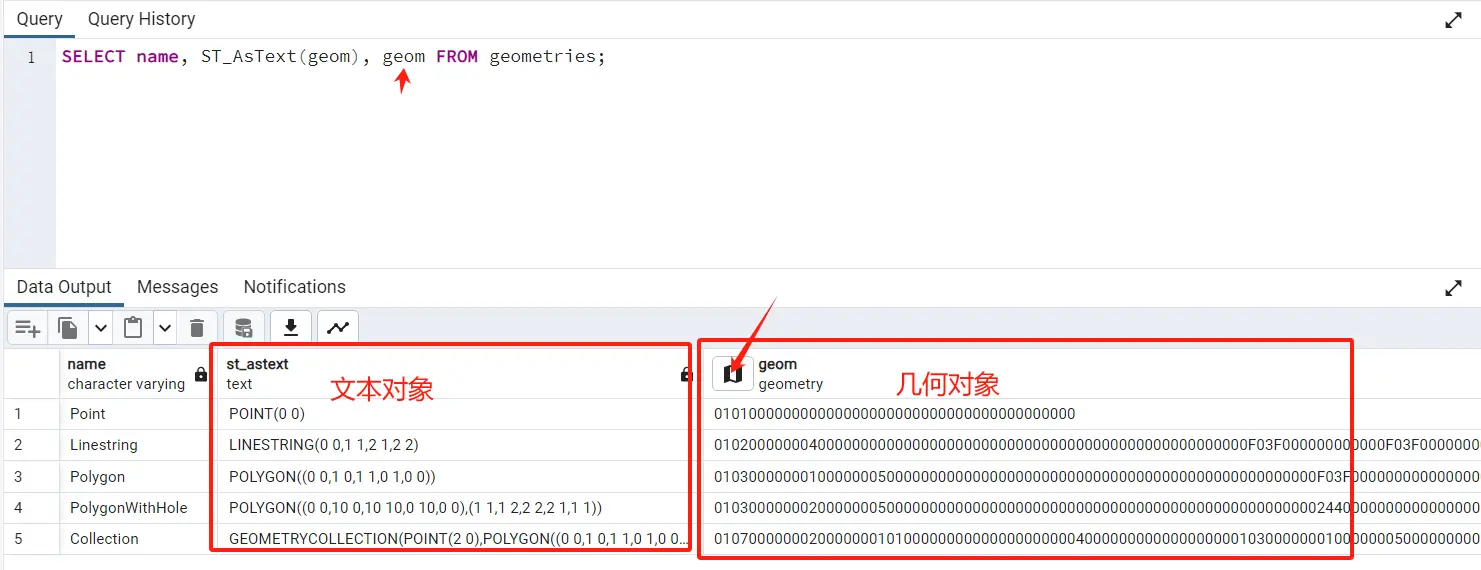 Query Query History
1 SELECT name, ST_AsText(geom), geom FROM geometries;
Data Output Messages Notifications
name st_astext geom
character varying text 文本对象 geometry 几何对象
1 Point POINT(0 0)
2 Linestring LINESTRING(0 0,1 1,2 1,2 2)
3 Polygon POLYGON((0 0,1 0,1 1,0 1,0 0))
4 PolygonWithHole POLYGON((0 0,10 0,10 10,0 10,0 0),(1 1,1 2,2 2,2 1,1 1))
5 Collection GEOMETRYCOLLECTION(POINT(2 0),POLYGON((0 0,1 0,1 1,0 1,0 0...